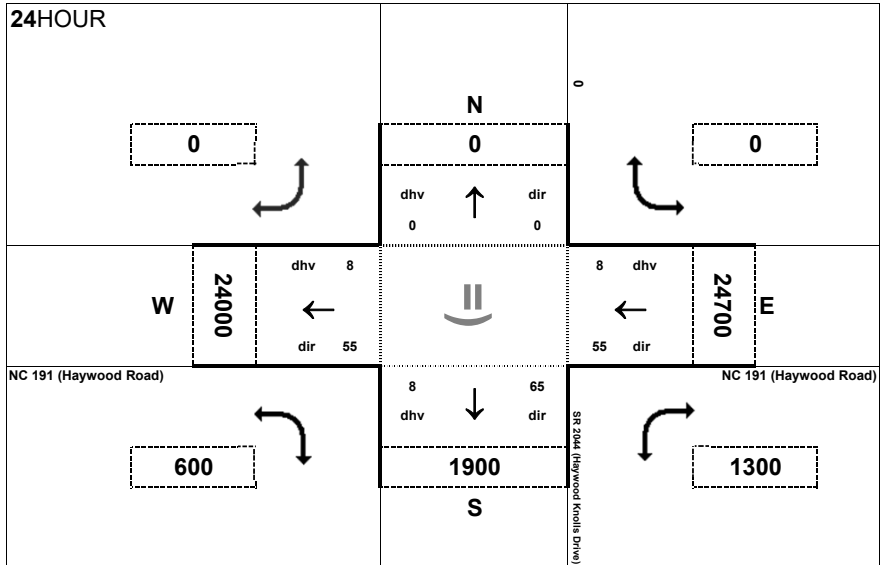 24HOUR
0
N
0
0
0
dhv
dir
0
0
dhv 8
8 dhv
W
24000
24700
E
dir 55
55 dir
NC 191 (Haywood Road)
NC 191 (Haywood Road)
8
65
dhv
dir
SR 2044 (Haywood Knolls Drive)
600
1900
1300
S